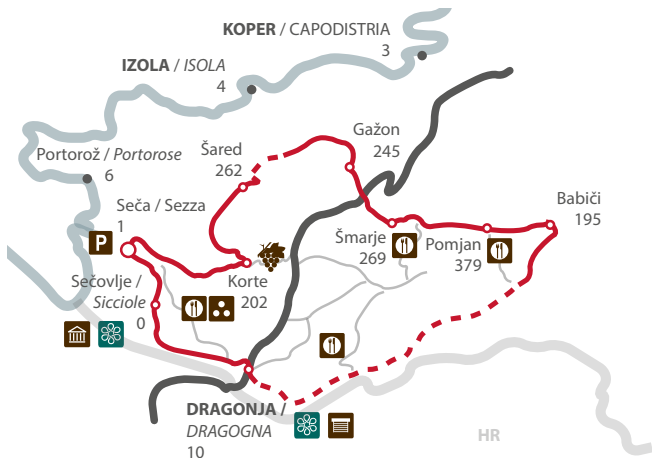 KOPER / CAPODISTRIA
3
IZOLA / ISOLA
4
Gažon
245
Portorož / Portorose
6
Šared
262
Babiči
195
Seča / Sezza
1
P
Šmarje
269
Pomjan
379
Sečovlje /
Sicciole
0
Korte
202
DRAGONJA /
DRAGOGNA
10
HR